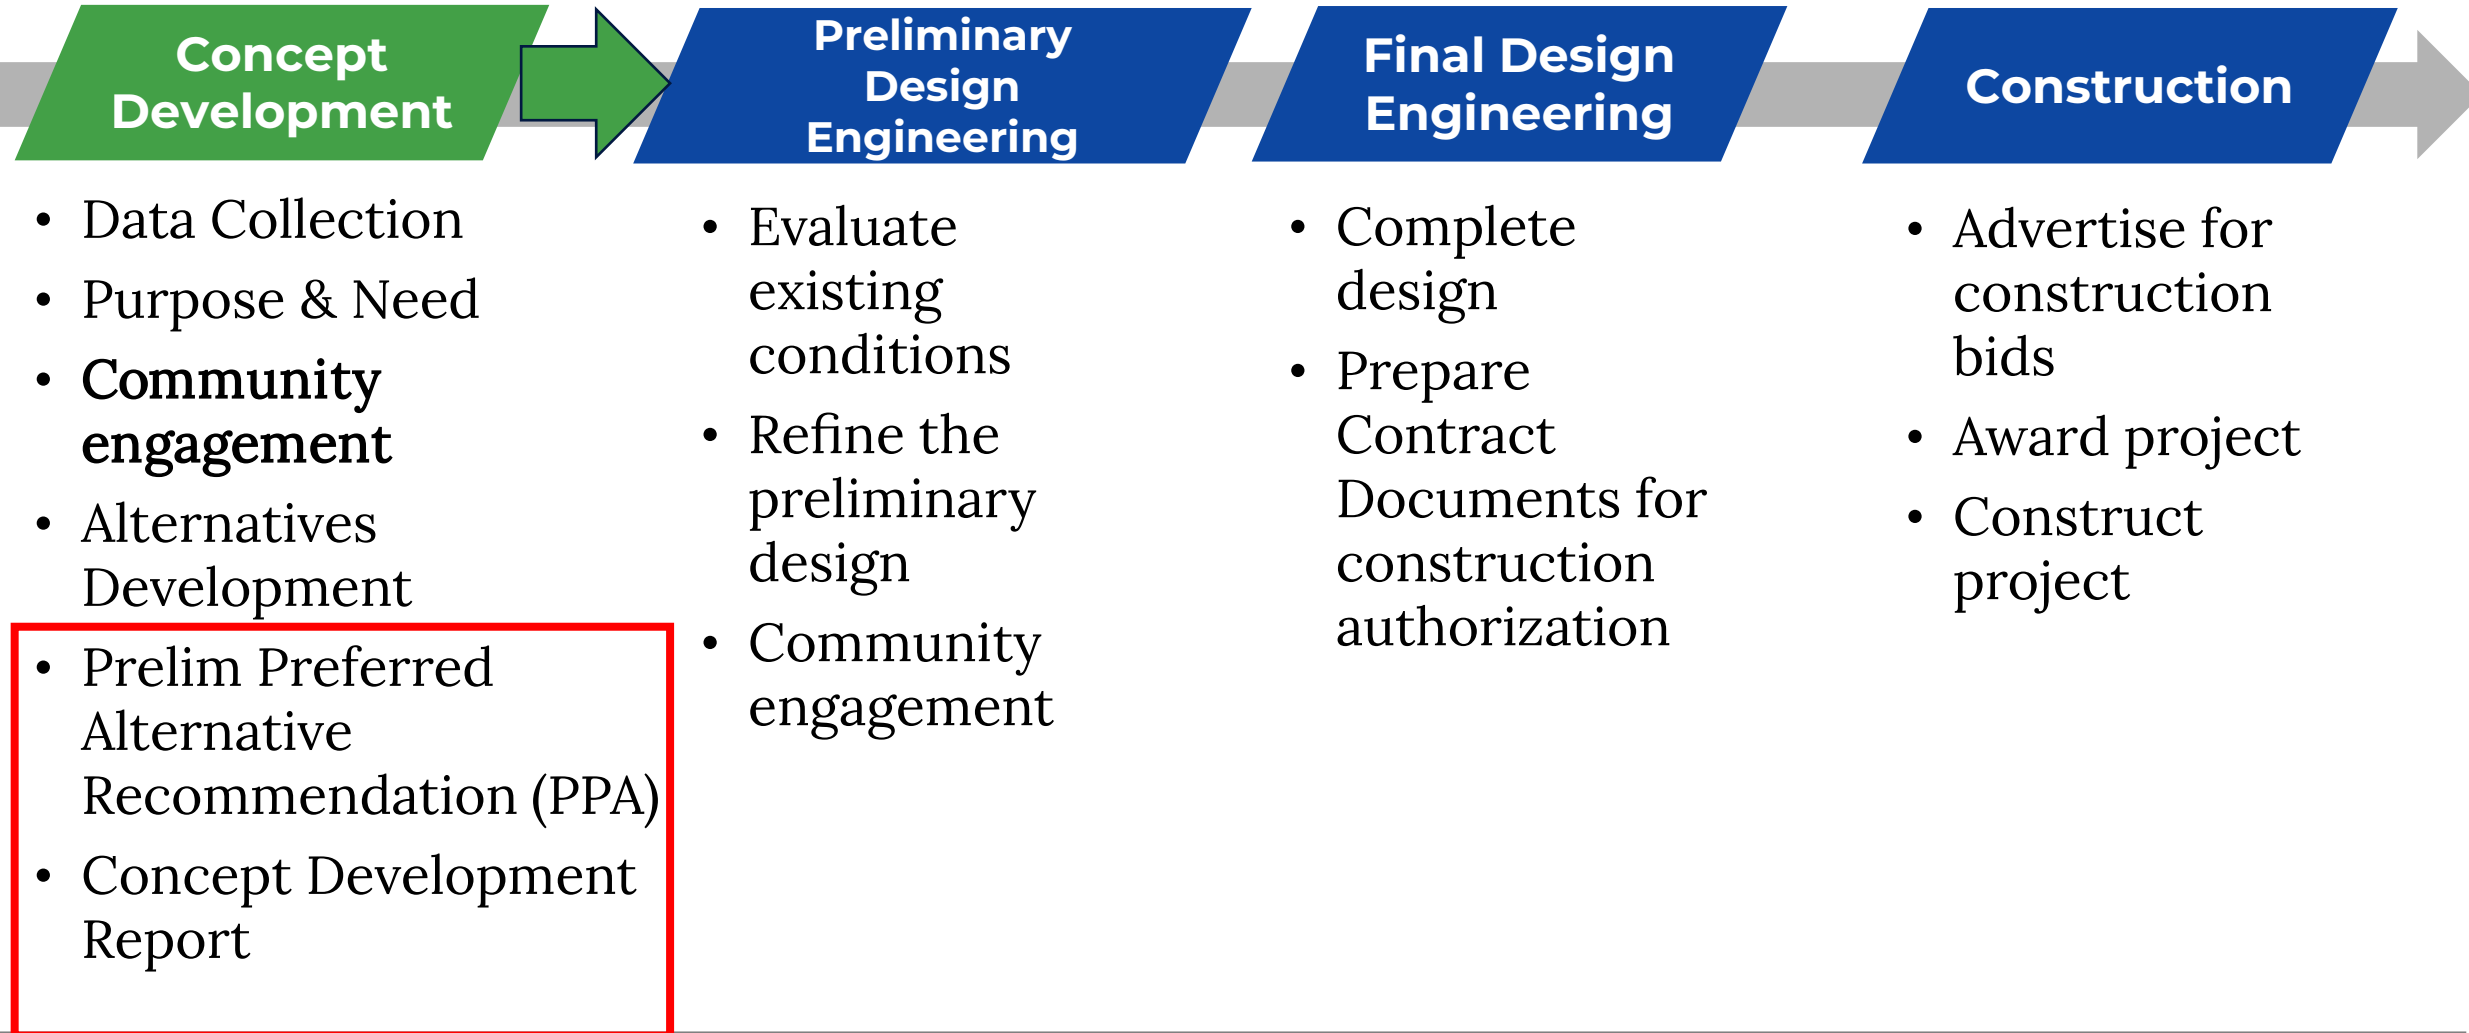 Concept
Development
Preliminary
Design
Engineering
Final Design
Engineering
Construction
• Data Collection
• Purpose & Need
• Community
engagement
• Alternatives
Development
• Prelim Preferred
Alternative
Recommendation (PPA)
• Concept Development
Report
• Evaluate
existing
conditions
• Refine the
preliminary
design
• Community
engagement
• Complete
design
• Prepare
Contract
Documents for
construction
authorization
• Advertise for
construction
bids
• Award project
• Construct
project